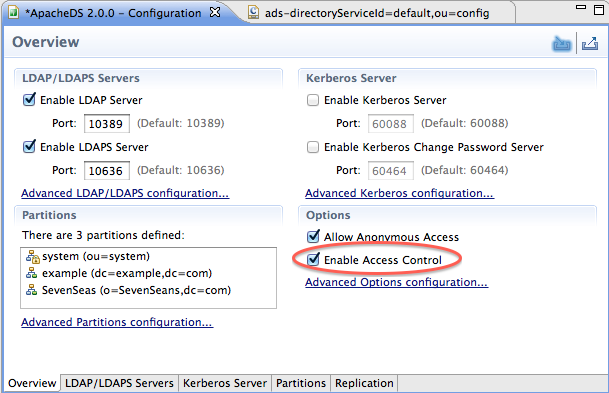 *ApacheDS 2.0.0 - Configuration
ads-directoryServiceId=default,ou=config
Overview
LDAP/LDAPS Servers
Enable LDAP Server
Port: 10389 (Default: 10389)
Enable LDAPS Server
Port: 10636 (Default: 10636)
Advanced LDAP/LDAPS configuration...
Kerberos Server
Enable Kerberos Server
Port: 60088 (Default: 60088)
Enable Kerberos Change Password Server
Port: 60464 (Default: 60464)
Advanced Kerberos configuration...
Partitions
There are 3 partitions defined:
system (ou=system)
example (dc=example,dc=com)
SevenSeas (o=SevenSeans,dc=com)
Advanced Partitions configuration...
Options
Allow Anonymous Access
Enable Access Control
Advanced Options configuration...
Overview LDAP/LDAPS Servers Kerberos Server Partitions Replication